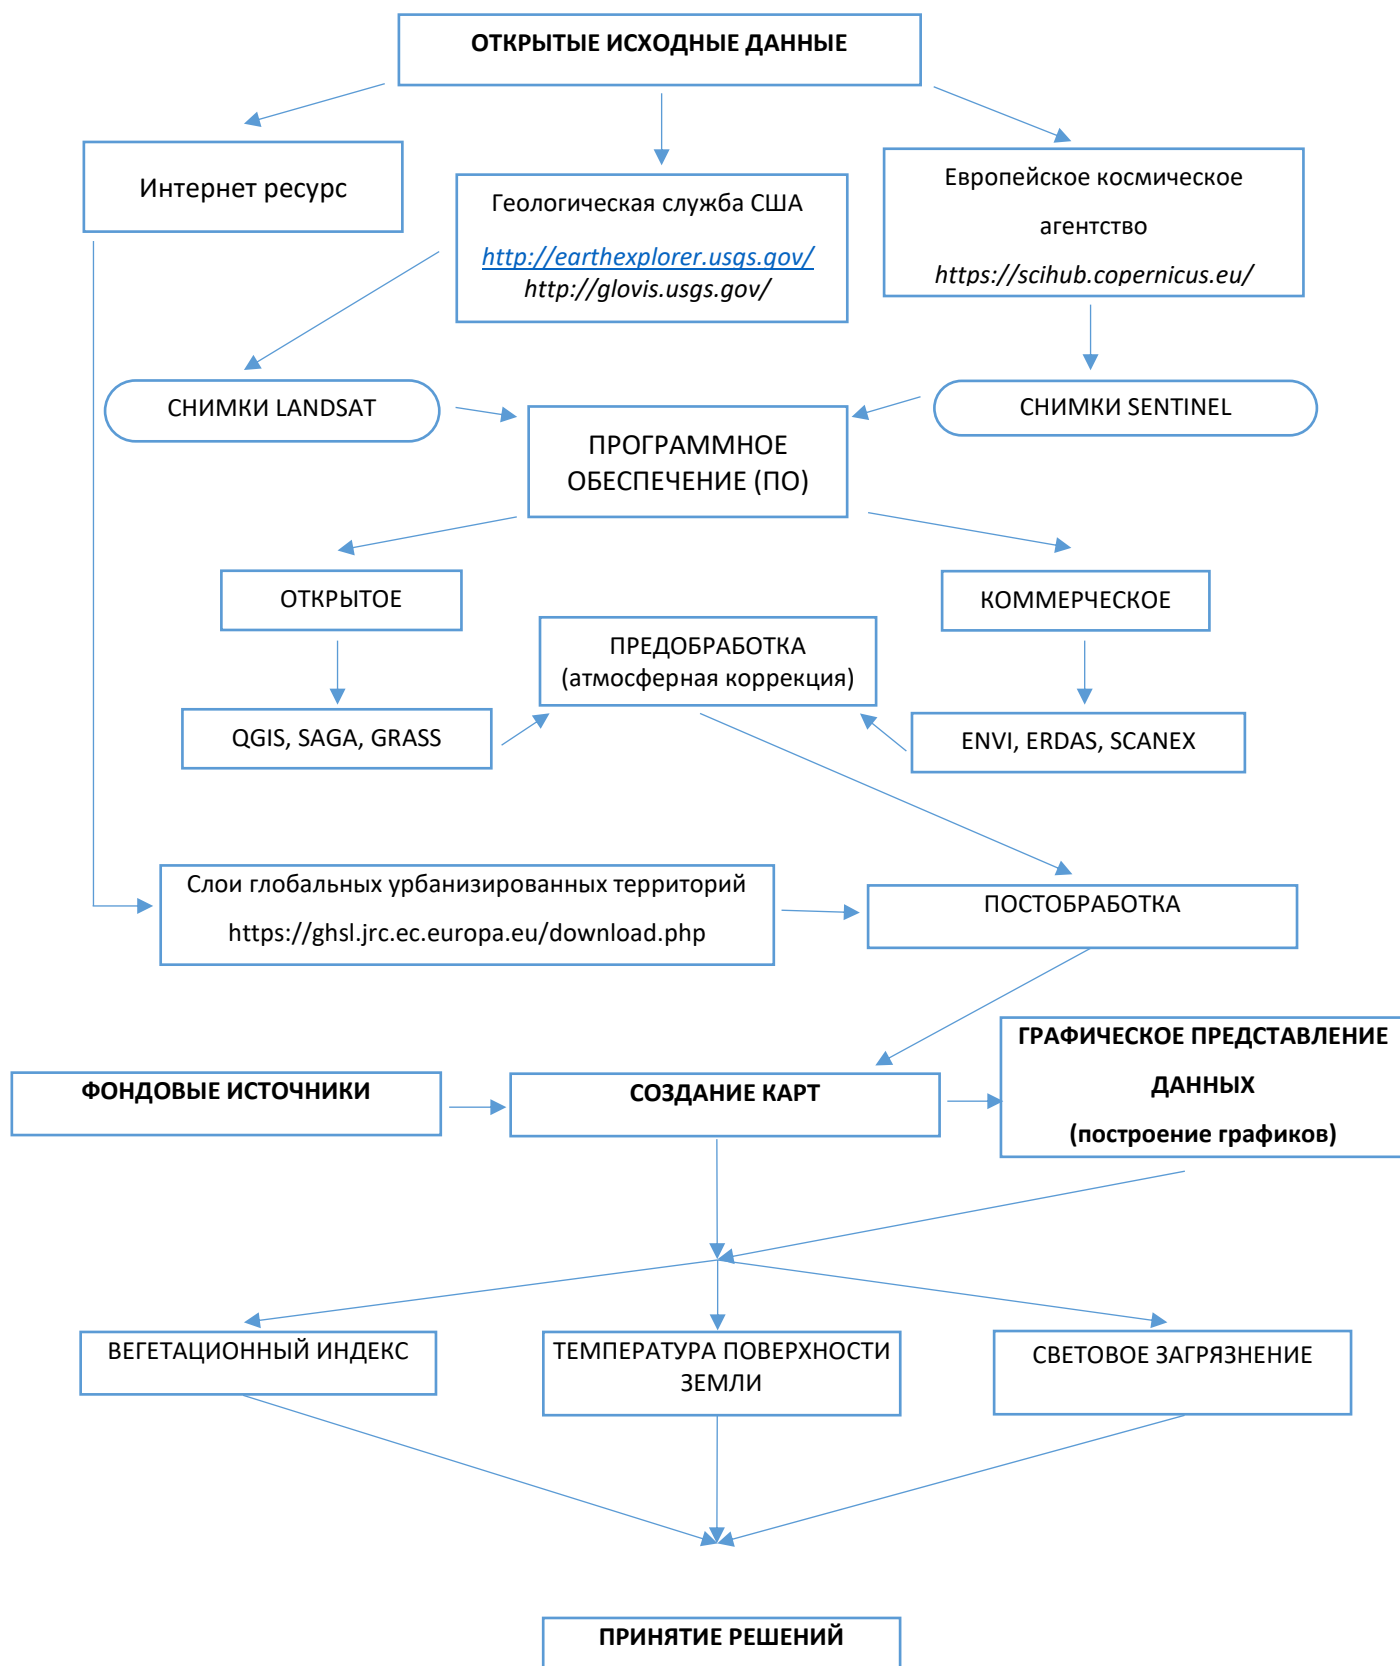 ОТКРЫТЫЕ ИСХОДНЫЕ ДАННЫЕ
Интернет ресурс
Геологическая служба США
http://earthexplorer.usgs.gov/
http://glovis.usgs.gov/
Европейское космическое
агентство
https://scihub.copernicus.eu/
СНИМКИ LANDSAT
СНИМКИ SENTINEL
ПРОГРАММНОЕ
ОБЕСПЕЧЕНИЕ (ПО)
ОТКРЫТОЕ
КОММЕРЧЕСКОЕ
ПРЕДОБРАБОТКА
(атмосферная коррекция)
QGIS, SAGA, GRASS
ENVI, ERDAS, SCANEX
Слои глобальных урбанизированных территорий
https://ghsl.jrc.ec.europa.eu/download.php
ПОСТОБРАБОТКА
ФОНДОВЫЕ ИСТОЧНИКИ
СОЗДАНИЕ КАРТ
ГРАФИЧЕСКОЕ ПРЕДСТАВЛЕНИЕ
ДАННЫХ
(построение графиков)
ВЕГЕТАЦИОННЫЙ ИНДЕКС
ТЕМПЕРАТУРА ПОВЕРХНОСТИ
ЗЕМЛИ
СВЕТОВОЕ ЗАГРЯЗНЕНИЕ
ПРИНЯТИЕ РЕШЕНИЙ